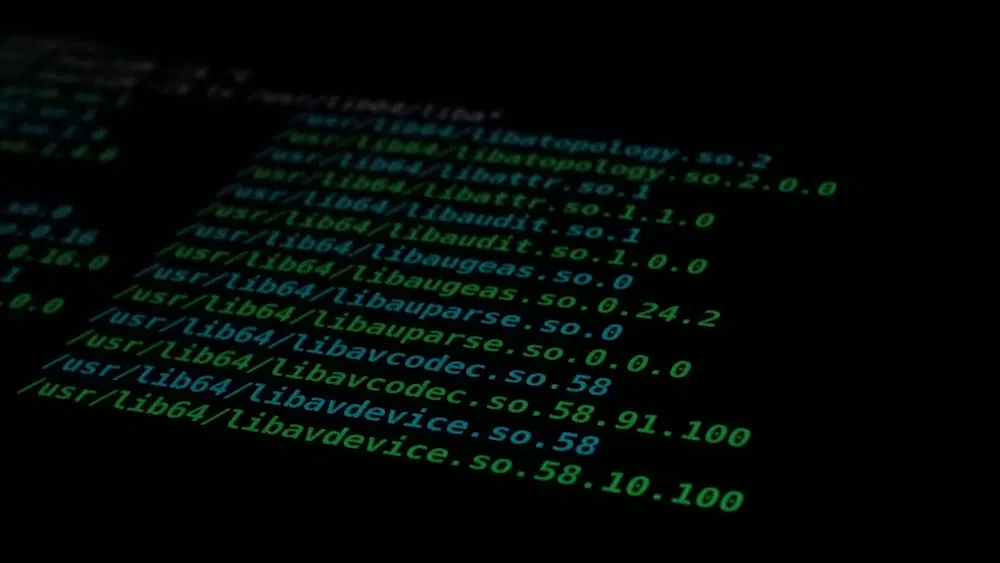 ls /usr/lib64/liba*
/usr/lib64/libatopology.so.2
/usr/lib64/libatopology.so.2.0.0
/usr/lib64/libattr.so.1
/usr/lib64/libattr.so.1.1.0
/usr/lib64/libaudit.so.1
/usr/lib64/libaudit.so.1.0.0
/usr/lib64/libaugeas.so.0
/usr/lib64/libaugeas.so.0.24.2
/usr/lib64/libauparse.so.0
/usr/lib64/libauparse.so.0.0.0
/usr/lib64/libavcodec.so.58
/usr/lib64/libavcodec.so.58.91.100
/usr/lib64/libavdevice.so.58
/usr/lib64/libavdevice.so.58.10.100